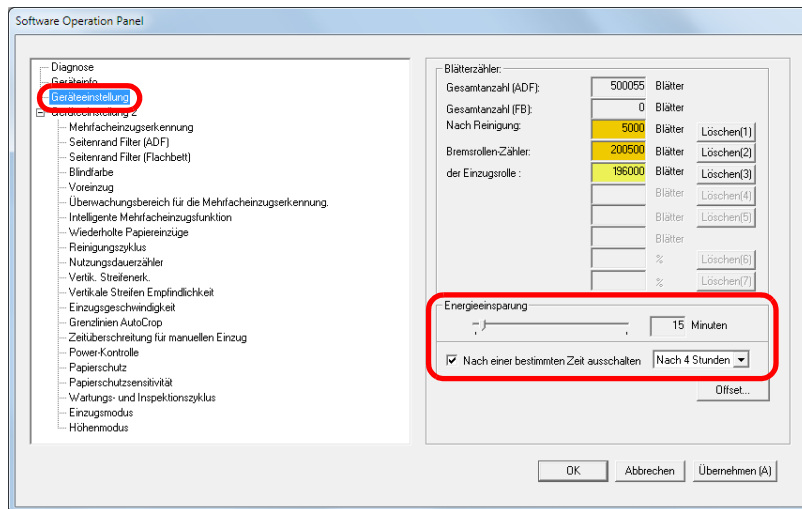 Software Operation Panel
Diagnose
Geräteinfo
Geräteeinstellung
Geräteeinstellung 2
Mehrfacheinzugserkennung
Seitenrand Filter (ADF)
Seitenrand Filter (Flachbett)
Blindfarbe
Voreinzug
Überwachungsbereich für die Mehrfacheinzugserkennung.
Intelligente Mehrfacheinzugsfunktion
Wiederholte Papiereinzüge
Reinigungszyklus
Nutzungsdauerzähler
Vertik. Streifenerk.
Vertikale Streifen Empfindlichkeit
Einzugsgeschwindigkeit
Grenzlinien AutoCrop
Zeitüberschreitung für manuellen Einzug
Power-Kontrolle
Papierschutz
Papierschutzsensitivität
Wartungs- und Inspektionszyklus
Einzugsmodus
Höhenmodus
Blätterzähler:
Gesamtanzahl (ADF): 500055 Blätter
Gesamtanzahl (FB): 0 Blätter
Nach Reinigung: 5000 Blätter Löschen(1)
Bremsrollen-Zähler: 200500 Blätter Löschen(2)
der Einzugsrolle : 196000 Blätter Löschen(3)
Blätter Löschen(4)
Blätter Löschen(5)
Blätter
% Löschen(6)
% Löschen(7)
Energieeinsparung
15 Minuten
Nach einer bestimmten Zeit ausschalten Nach 4 Stunden
Offset...
OK Abbrechen Übernehmen (A)